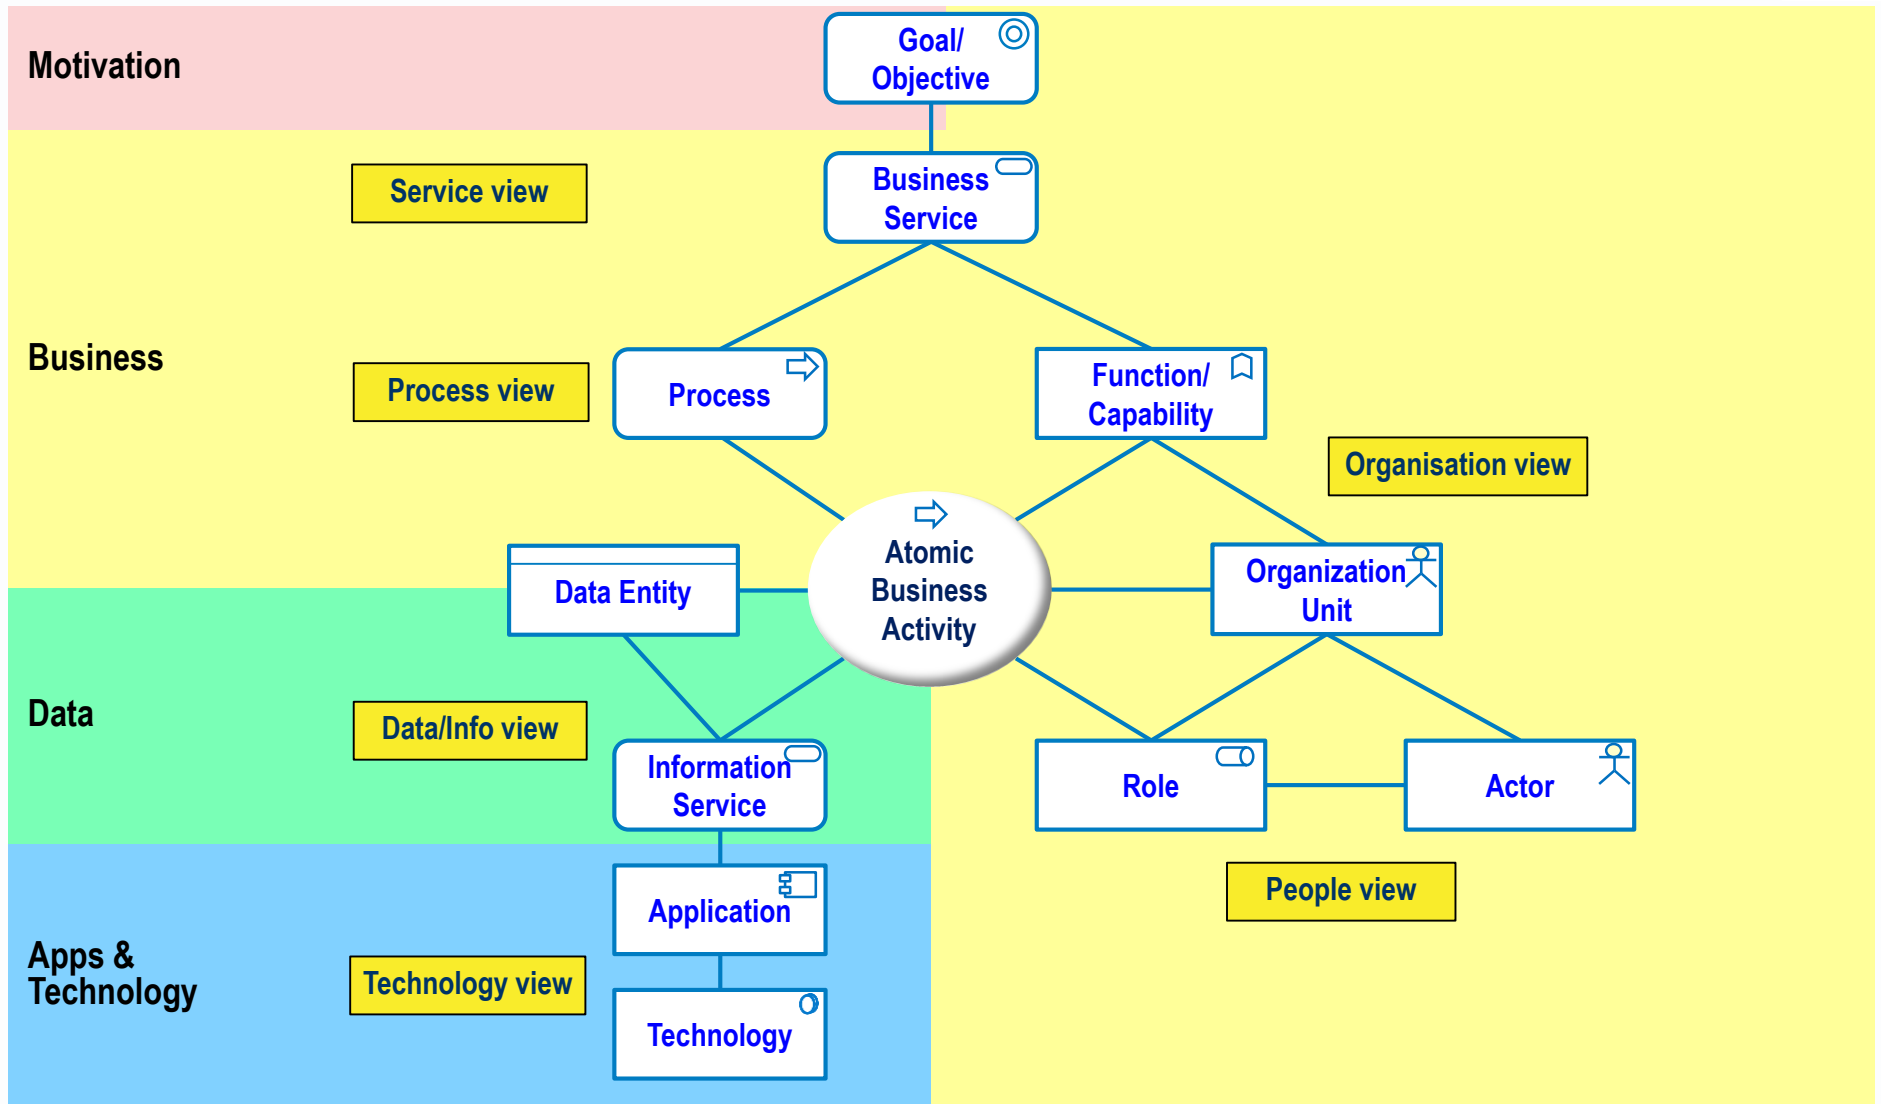 Motivation
Goal/
Objective
Service view
Business
Service
Business
Process view
Process
Function/
Capability
Organisation view
Atomic
Business
Activity
Data Entity
Organization
Unit
Data
Data/Info view
Information
Service
Role
Actor
People view
Apps &
Technology
Technology view
Application
Technology